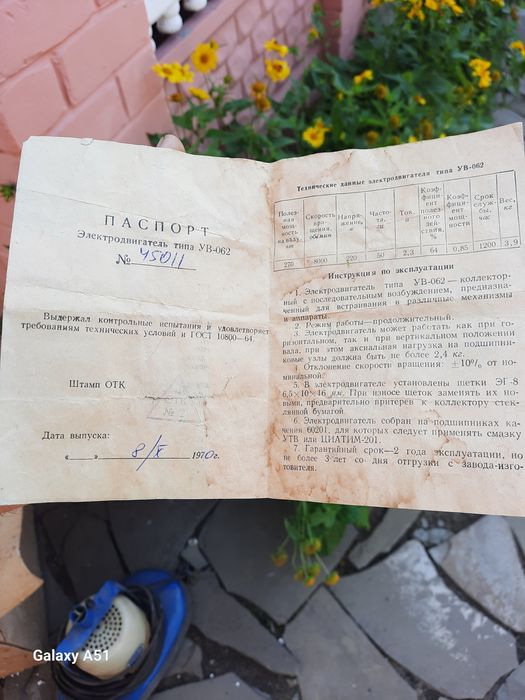 ПАСПОРТ
Электродвигатель типа УВ-062
№ 45011
Выдержал контрольные испытания и удовлетворяет
требованиям технических условий и ГОСТ 10800—64.
Штамп ОТК
№ 2
Дата выпуска:
« » 8/X 1970г.
Технические данные электродвигателя типа УВ-062
Полезная мощность на валу, вт
Скорость вращения, об/мин
Напряжение, в
Частота, гц
Ток, а
Коэффициент полезного действия, %
Коэффициент мощности
Срок службы, час
Вес, кг
270 8000 220 50 2,3 64 0,85 1200 3,9
Инструкция по эксплуатации
1. Электродвигатель типа УВ-062 — коллекторный
с последовательным возбуждением, предназначенный
для встраивания в различные механизмы
и аппараты.
2. Режим работы—продолжительный.
3. Электродвигатель может работать как при горизонтальном,
так и при вертикальном положении
вала, при этом аксиальная нагрузка на подшипниковые
узлы должна быть не более 2,4 кг.
4. Отклонение скорости вращения: ±10% от номинальной.
5. В электродвигателе установлены щетки ЭГ-8
6,5×10×16 мм. При износе щеток заменять их новыми,
предварительно притерев к коллектору стеклянной
бумагой.
6. Электродвигатель собран на подшипниках качения
60201, для которых следует применять смазку
УТВ или ЦИАТИМ-201.
7. Гарантийный срок—2 года эксплуатации, но
не более 3 лет со дня отгрузки с завода-изготовителя.
Galaxy A51